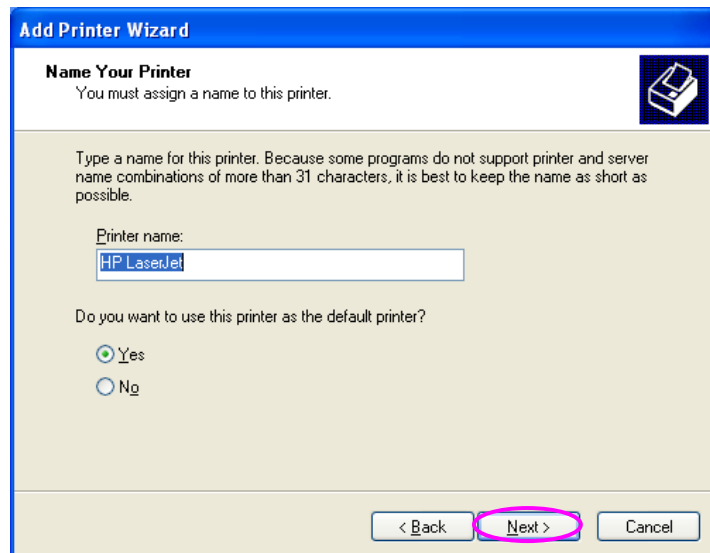 Add Printer Wizard
Name Your Printer
You must assign a name to this printer.
Type a name for this printer. Because some programs do not support printer and server
name combinations of more than 31 characters, it is best to keep the name as short as
possible.
Printer name:
HP LaserJet
Do you want to use this printer as the default printer?
Yes
No
< Back Next > Cancel